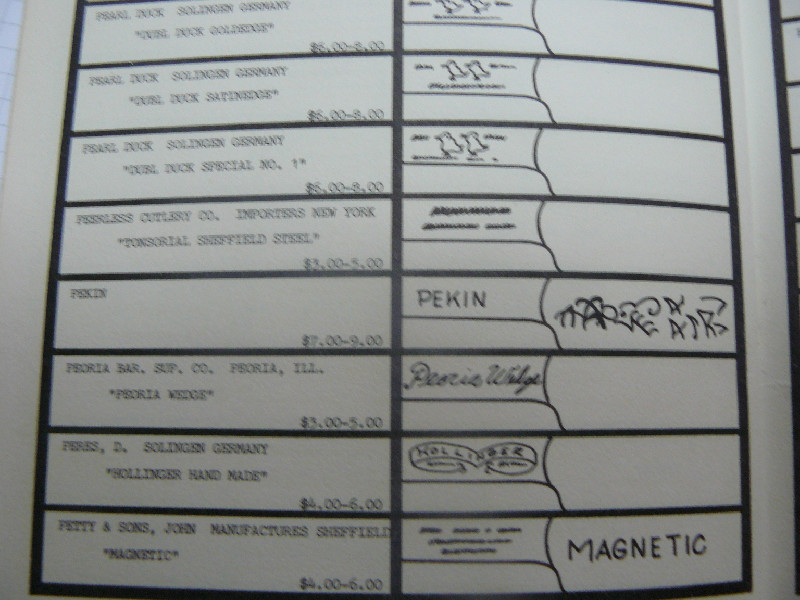 PEARL DUCK SOLINGEN GERMANY
"DUBL DUCK GOLDEDGE"
$6.00-8.00
PEARL DUCK SOLINGEN GERMANY
"DUBL DUCK SATINEDGE"
$6.00-8.00
PEARL DUCK SOLINGEN GERMANY
"DUBL DUCK SPECIAL NO. 1"
$6.00-8.00
PEERLESS CUTLERY CO. IMPORTERS NEW YORK
"TONSORIAL SHEFFIELD STEEL"
$3.00-5.00
PEKIN
$7.00-9.00
PEKIN
PEORIA BAR. SUP. CO. PEORIA, ILL.
"PEORIA WEDGE"
$3.00-5.00
Peoria Wedge
PERES, D. SOLINGEN GERMANY
"HOLLINGER HAND MADE"
$4.00-6.00
HOLLINGER
PETTY & SONS, JOHN MANUFACTURES SHEFFIELD
"MAGNETIC"
$4.00-6.00
MAGNETIC